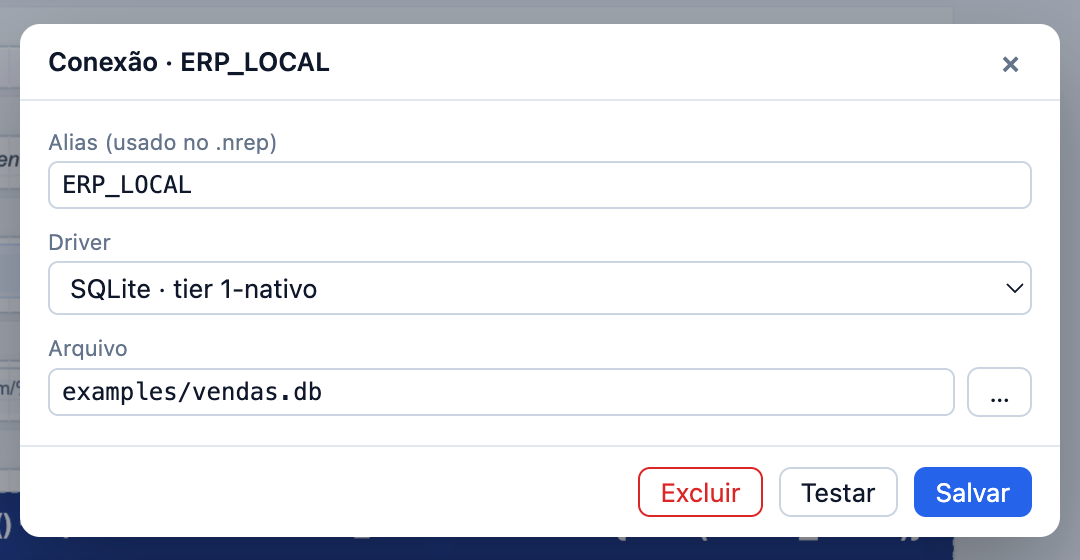 Conexão · ERP_LOCAL
×
Alias (usado no .nrep)
ERP_LOCAL
Driver
SQLite · tier 1-nativo
Arquivo
examples/vendas.db
...
Excluir
Testar
Salvar